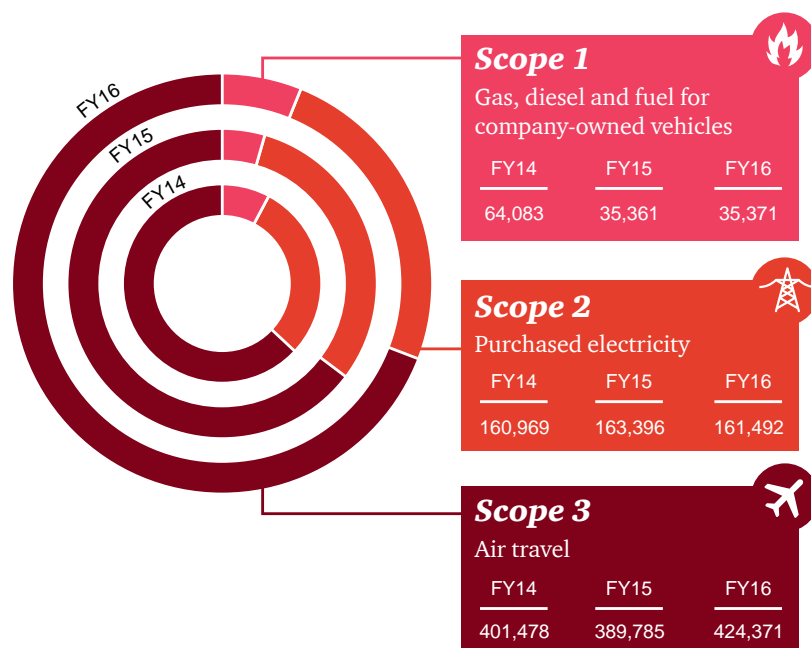 FY16
FY15
FY14
Scope 1
Gas, diesel and fuel for
company-owned vehicles
FY14 FY15 FY16
64,083 35,361 35,371
Scope 2
Purchased electricity
FY14 FY15 FY16
160,969 163,396 161,492
Scope 3
Air travel
FY14 FY15 FY16
401,478 389,785 424,371